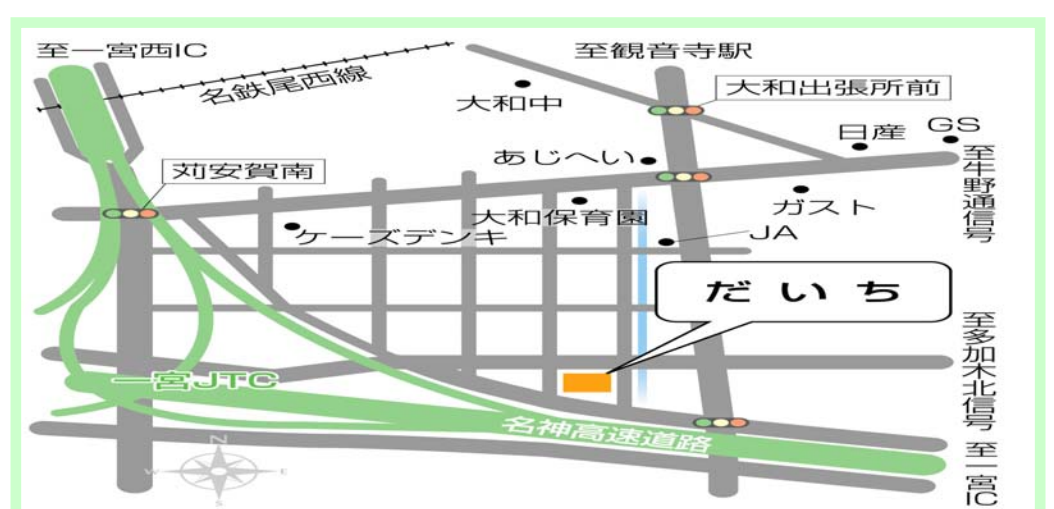 至一宮西IC
至観音寺駅
名鉄尾西線
大和中
大和出張所前
日産
GS
あじへい
苅安賀南
至牛野通信号
大和保育園
ガスト
ケーズデンキ
JA
だいち
至多加木北信号
一宮JTC
名神高速道路
至一宮IC
N
W
E
S